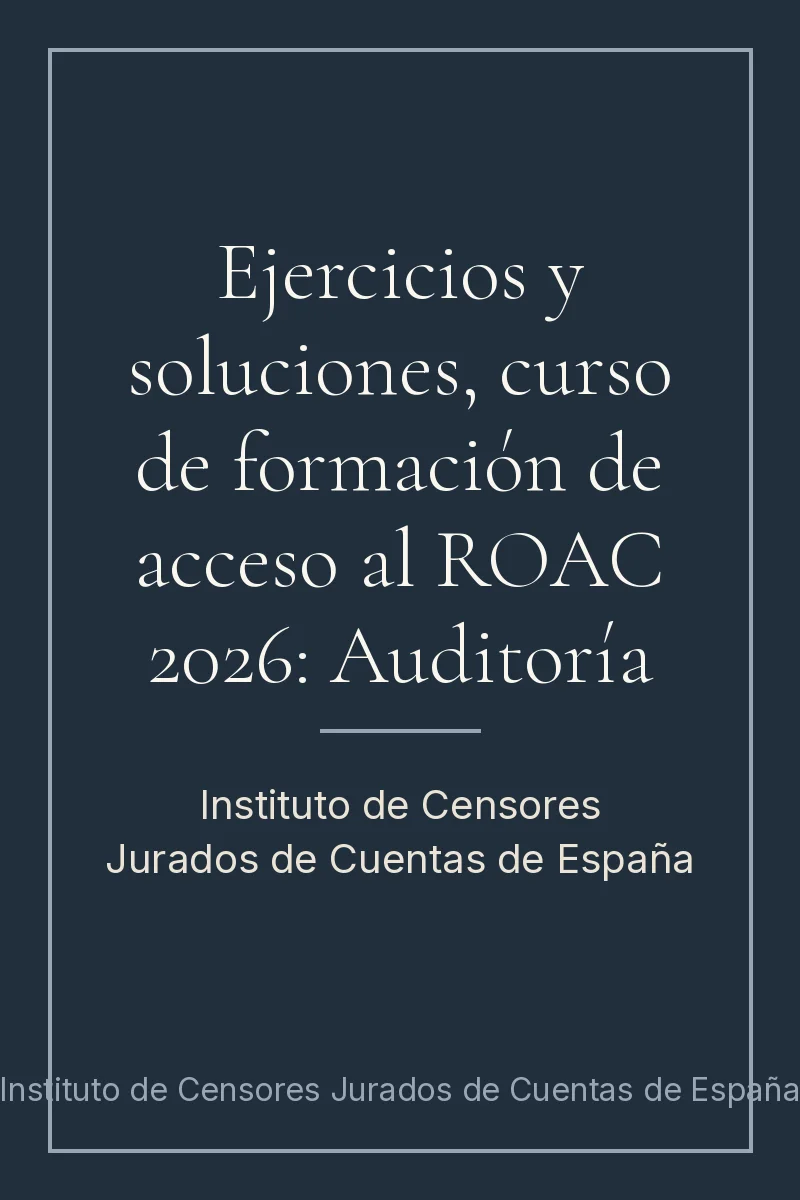 Ejercicios y
soluciones, curso
de formación de
acceso al ROAC
2026: Auditoría
Instituto de Censores
Jurados de Cuentas de España
Instituto de Censores Jurados de Cuentas de España